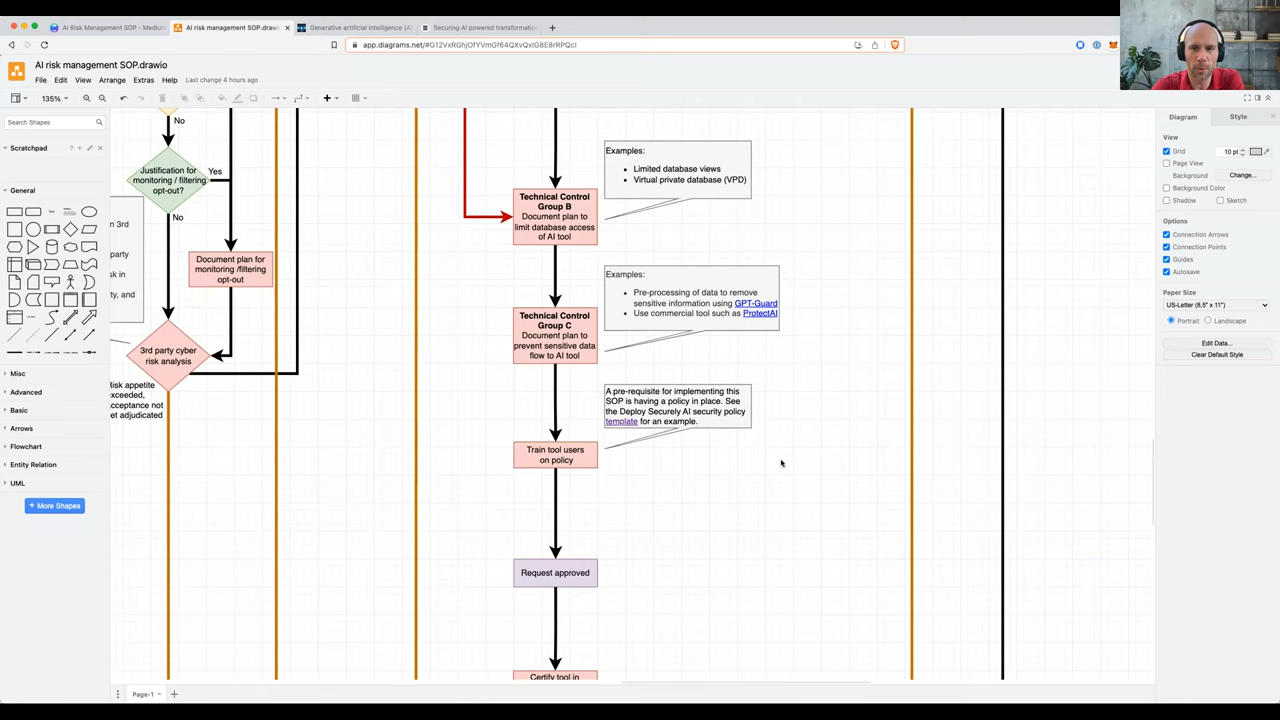 AI Risk Management SOP - Medium
AI risk management SOP.drawio
Generative artificial intelligence (AI
Securing AI powered transformation
AI risk management SOP.drawio
File Edit View Arrange Extras Help Last change 4 hours ago
135%
Search Shapes
Scratchpad
General
Text
Misc
Advanced
Basic
Arrows
Flowchart
Entity Relation
UML
+ More Shapes
No
Justification for
monitoring / filtering
opt-out?
Yes
No
n 3rd
party
sk in
y, and
Document plan for
monitoring /filtering
opt-out
3rd party cyber
risk analysis
Risk appetite
exceeded,
acceptance not
et adjudicated
Examples:
• Limited database views
• Virtual private database (VPD)
Technical Control
Group B
Document plan to
limit database access
of AI tool
Examples:
• Pre-processing of data to remove
sensitive information using GPT-Guard
• Use commercial tool such as ProtectAI
Technical Control
Group C
Document plan to
prevent sensitive data
flow to AI tool
A pre-requisite for implementing this
SOP is having a policy in place. See
the Deploy Securely AI security policy
template for an example.
Train tool users
on policy
Request approved
Certify tool in
Page-1
Diagram
Style
View
Grid
10 pt
Page View
Background
Change...
Background Color
Shadow
Sketch
Options
Connection Arrows
Connection Points
Guides
Autosave
Paper Size
US-Letter (8,5" x 11")
Portrait
Landscape
Edit Data...
Clear Default Style